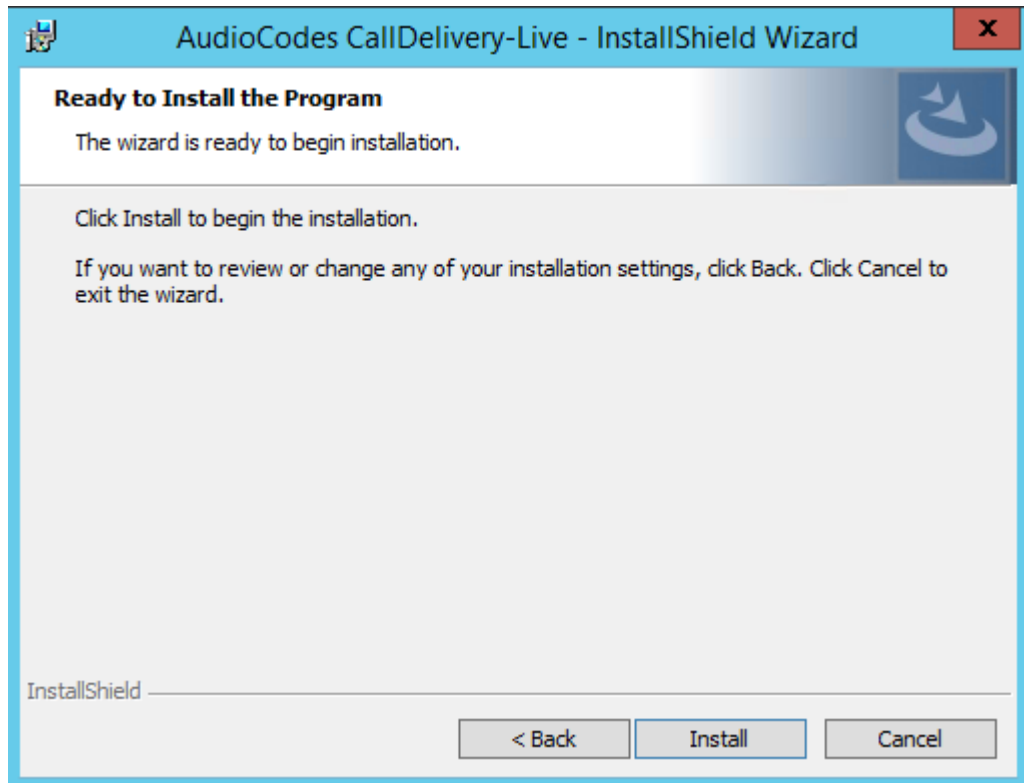 AudioCodes CallDelivery-Live - InstallShield Wizard
x
Ready to Install the Program
The wizard is ready to begin installation.
Click Install to begin the installation.
If you want to review or change any of your installation settings, click Back. Click Cancel to
exit the wizard.
InstallShield
< Back
Install
Cancel